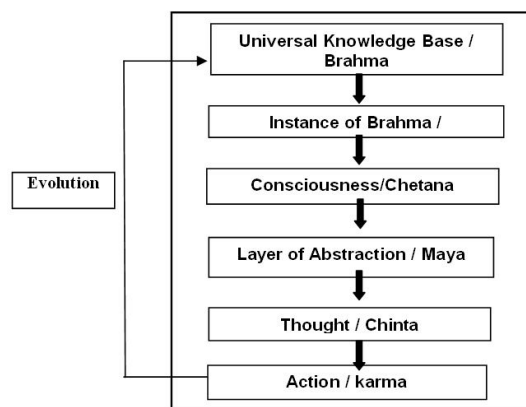 Universal Knowledge Base /
Brahma
Instance of Brahma /
Evolution
Consciousness/Chetana
Layer of Abstraction / Maya
Thought / Chinta
Action / karma